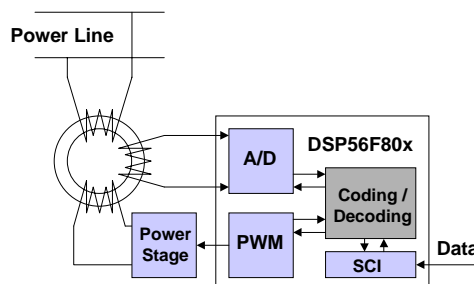 Power Line
DSP56F80x
A/D
Coding /
Decoding
Power
Stage
PWM
SCI
Data